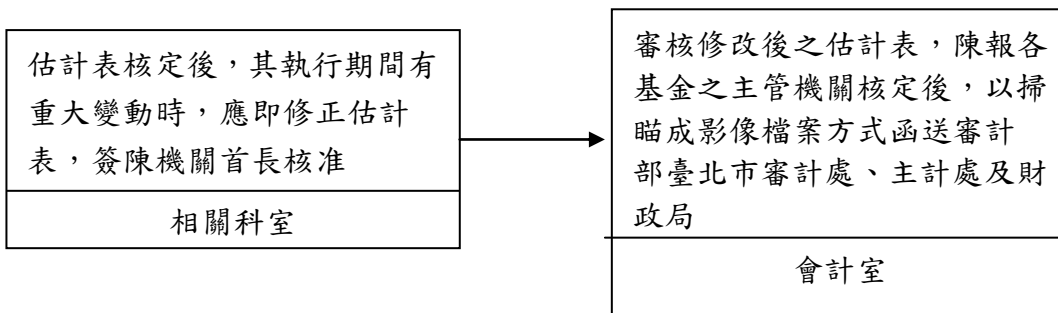 估計表核定後，其執行期間有
重大變動時，應即修正估計
表，簽陳機關首長核准
相關科室
審核修改後之估計表，陳報各
基金之主管機關核定後，以掃
瞄成影像檔案方式函送審計
部臺北市審計處、主計處及財
政局
會計室